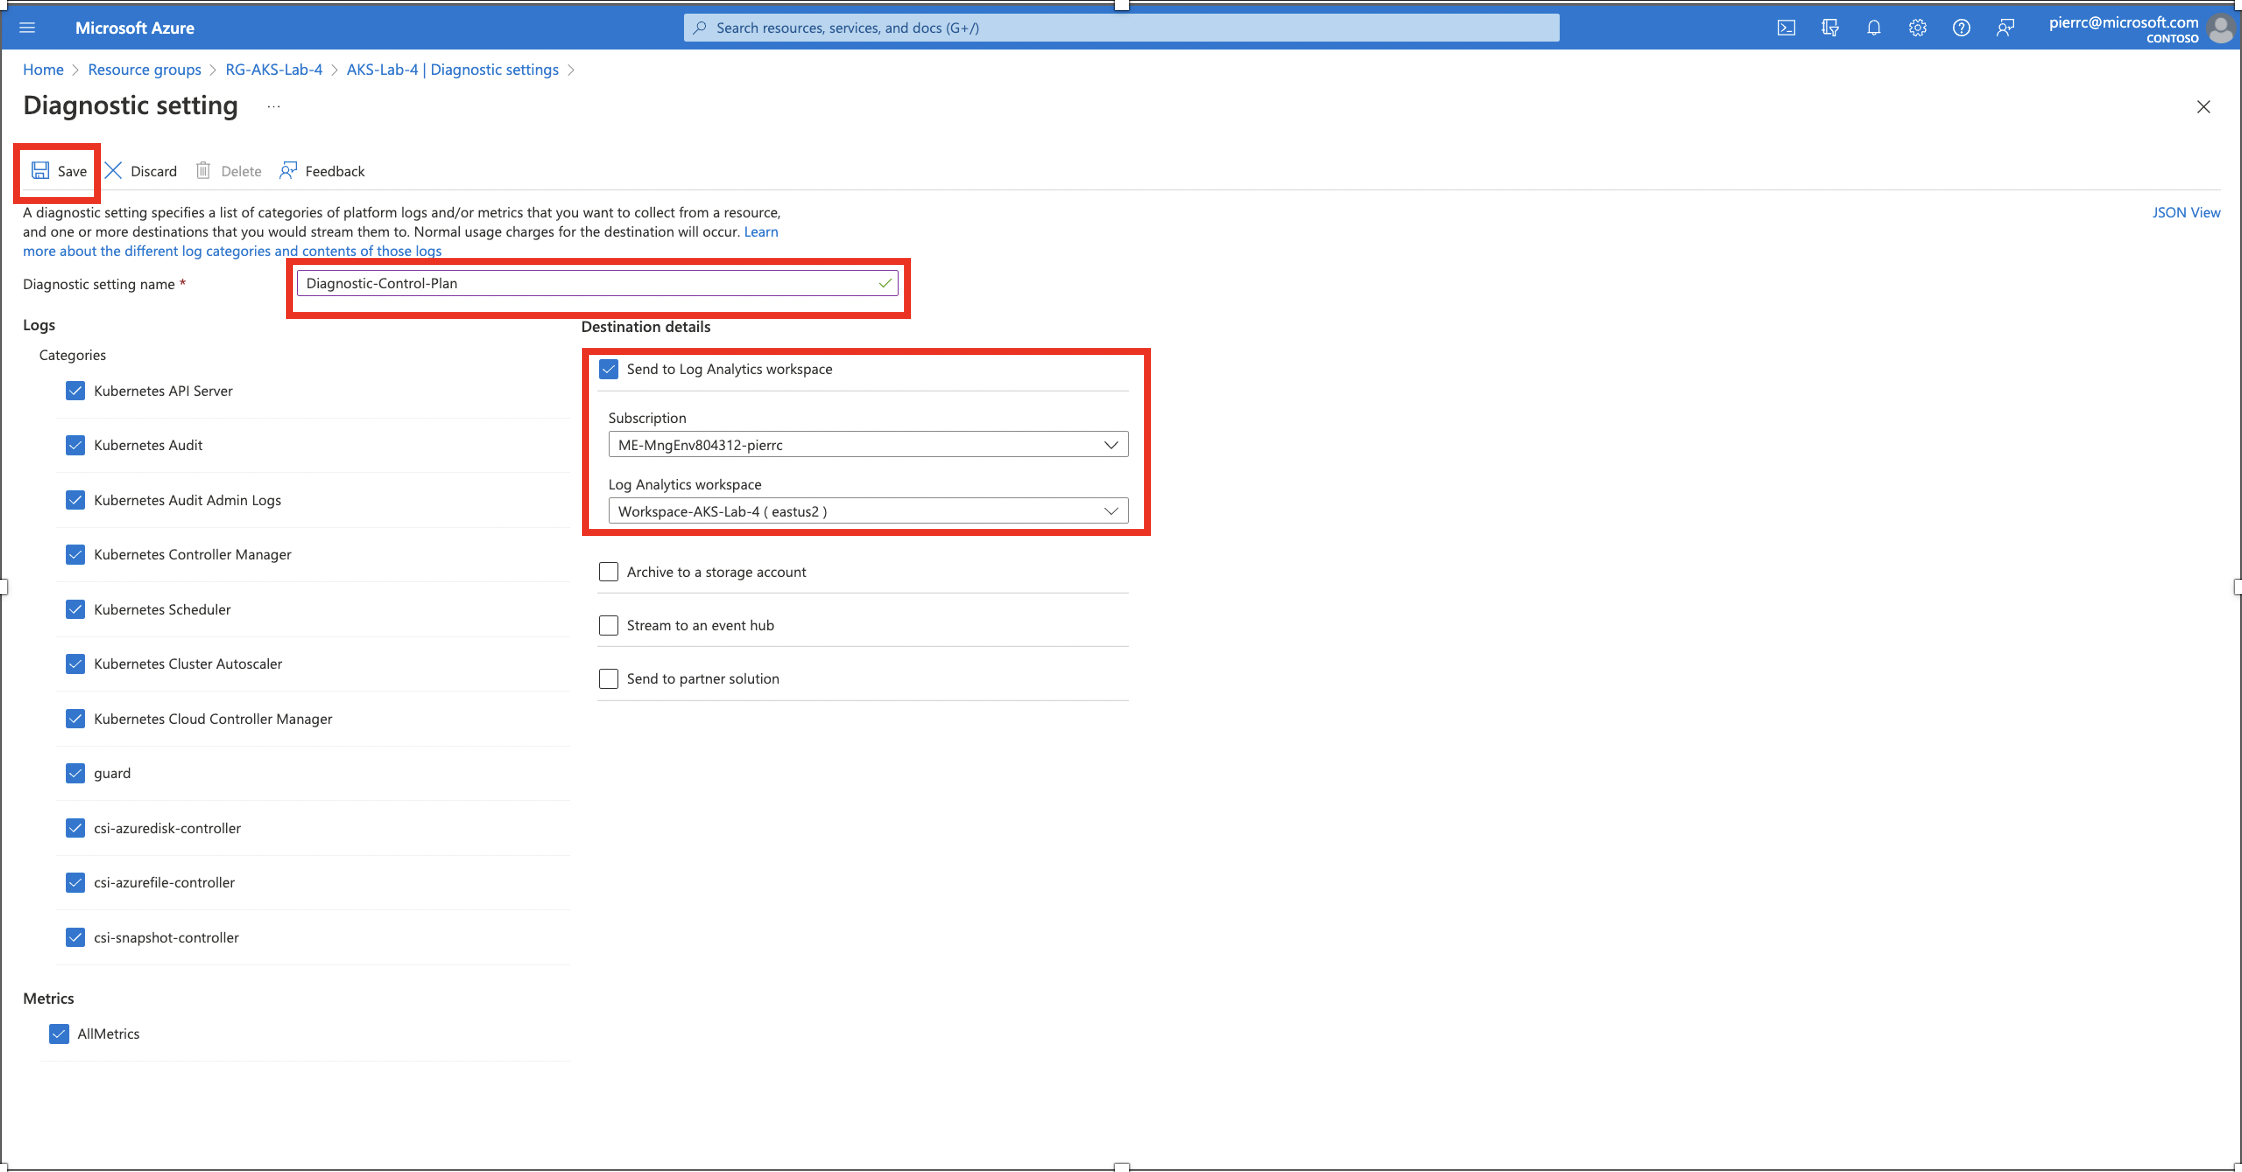 Microsoft Azure
Search resources, services, and docs (G+/)
pierrc@microsoft.com
CONTOSO
Home > Resource groups > RG-AKS-Lab-4 > AKS-Lab-4 | Diagnostic settings >
Diagnostic setting ...
Save Discard Delete Feedback
A diagnostic setting specifies a list of categories of platform logs and/or metrics that you want to collect from a resource,
and one or more destinations that you would stream them to. Normal usage charges for the destination will occur. Learn
more about the different log categories and contents of those logs
JSON View
Diagnostic setting name *
Diagnostic-Control-Plan
Logs
Categories
Kubernetes API Server
Kubernetes Audit
Kubernetes Audit Admin Logs
Kubernetes Controller Manager
Kubernetes Scheduler
Kubernetes Cluster Autoscaler
Kubernetes Cloud Controller Manager
guard
csi-azuredisk-controller
csi-azurefile-controller
csi-snapshot-controller
Metrics
AllMetrics
Destination details
Send to Log Analytics workspace
Subscription
ME-MngEnv804312-pierrc
Log Analytics workspace
Workspace-AKS-Lab-4 ( eastus2 )
Archive to a storage account
Stream to an event hub
Send to partner solution